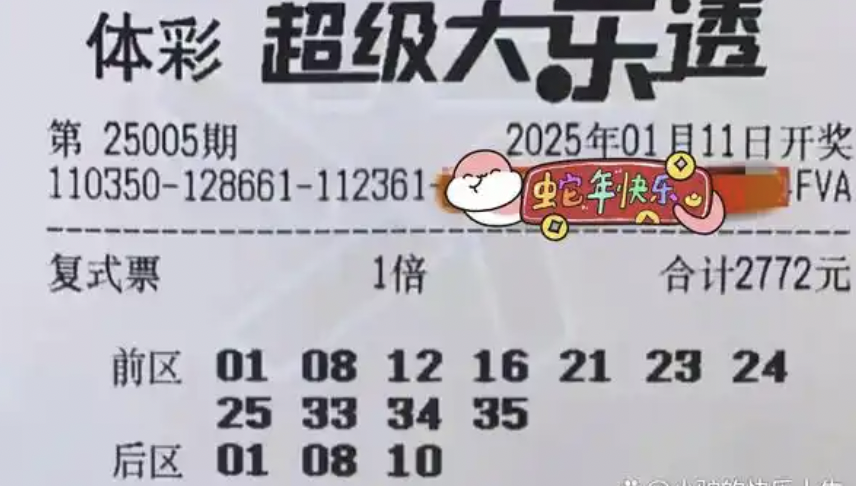 体彩 超级大乐透
第 25005期 2025年01月11日开奖
110350-128661-112361- 蛇年快乐 -FVA
复式票 1倍 合计2772元
前区 01 08 12 16 21 23 24
25 33 34 35
后区 01 08 10